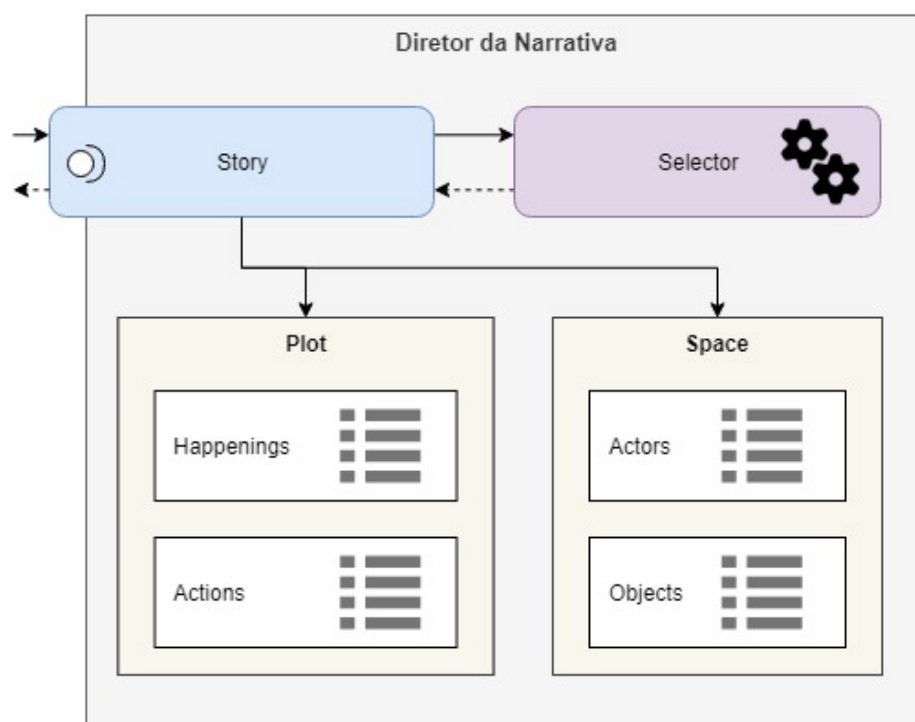 Diretor da Narrativa
Story
Selector
Plot
Space
Happenings
Actors
Actions
Objects